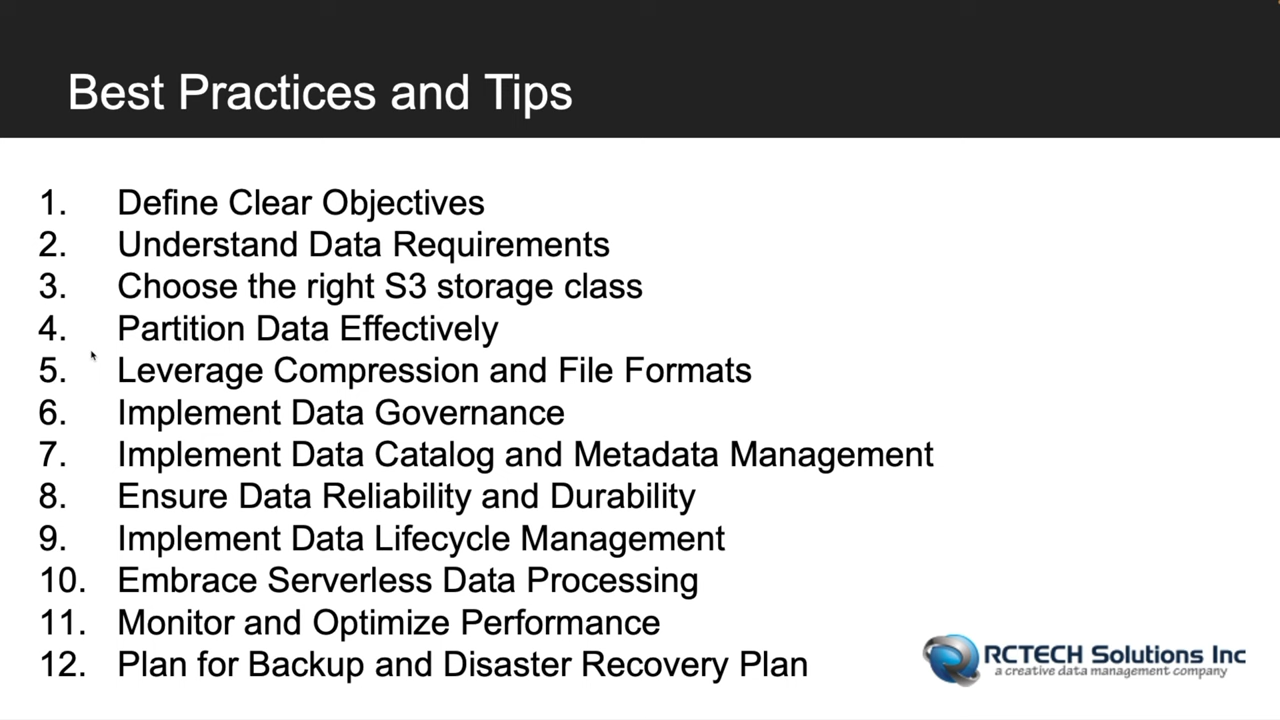 Best Practices and Tips
1. Define Clear Objectives
2. Understand Data Requirements
3. Choose the right S3 storage class
4. Partition Data Effectively
5. Leverage Compression and File Formats
6. Implement Data Governance
7. Implement Data Catalog and Metadata Management
8. Ensure Data Reliability and Durability
9. Implement Data Lifecycle Management
10. Embrace Serverless Data Processing
11. Monitor and Optimize Performance
12. Plan for Backup and Disaster Recovery Plan
RCTECH Solutions Inc
a creative data management company